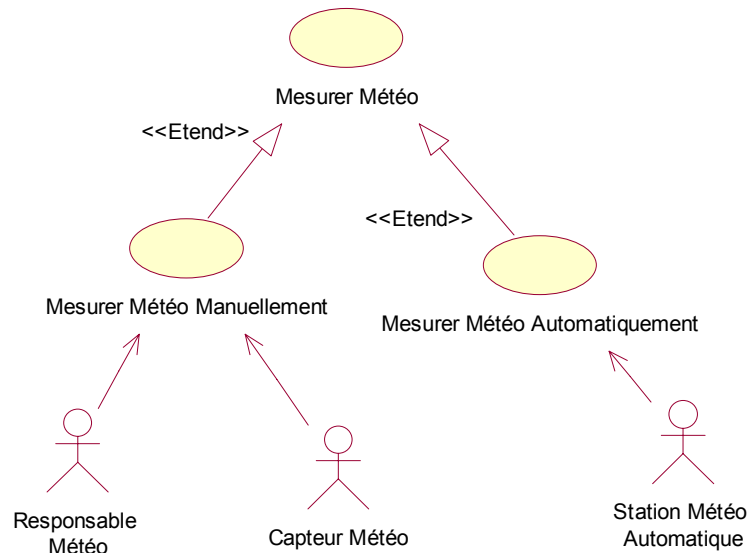 Mesurer Météo
<<Etend>>
<<Etend>>
Mesurer Météo Manuellement
Mesurer Météo Automatiquement
Responsable
Météo
Capteur Météo
Station Météo
Automatique